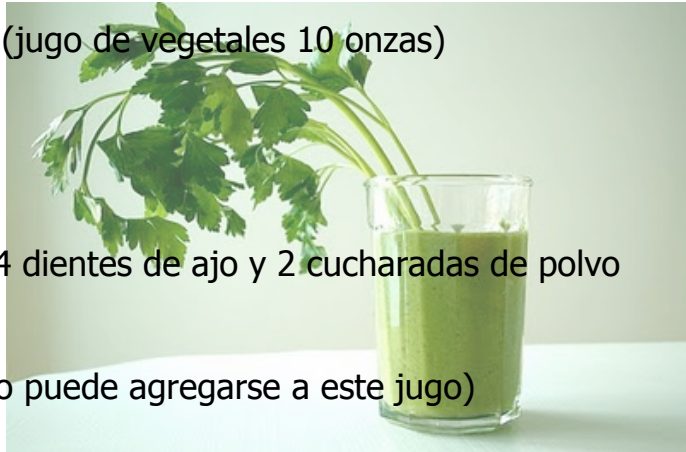 (jugo de vegetales 10 onzas)
4 dientes de ajo y 2 cucharadas de polvo
o puede agregarse a este jugo)